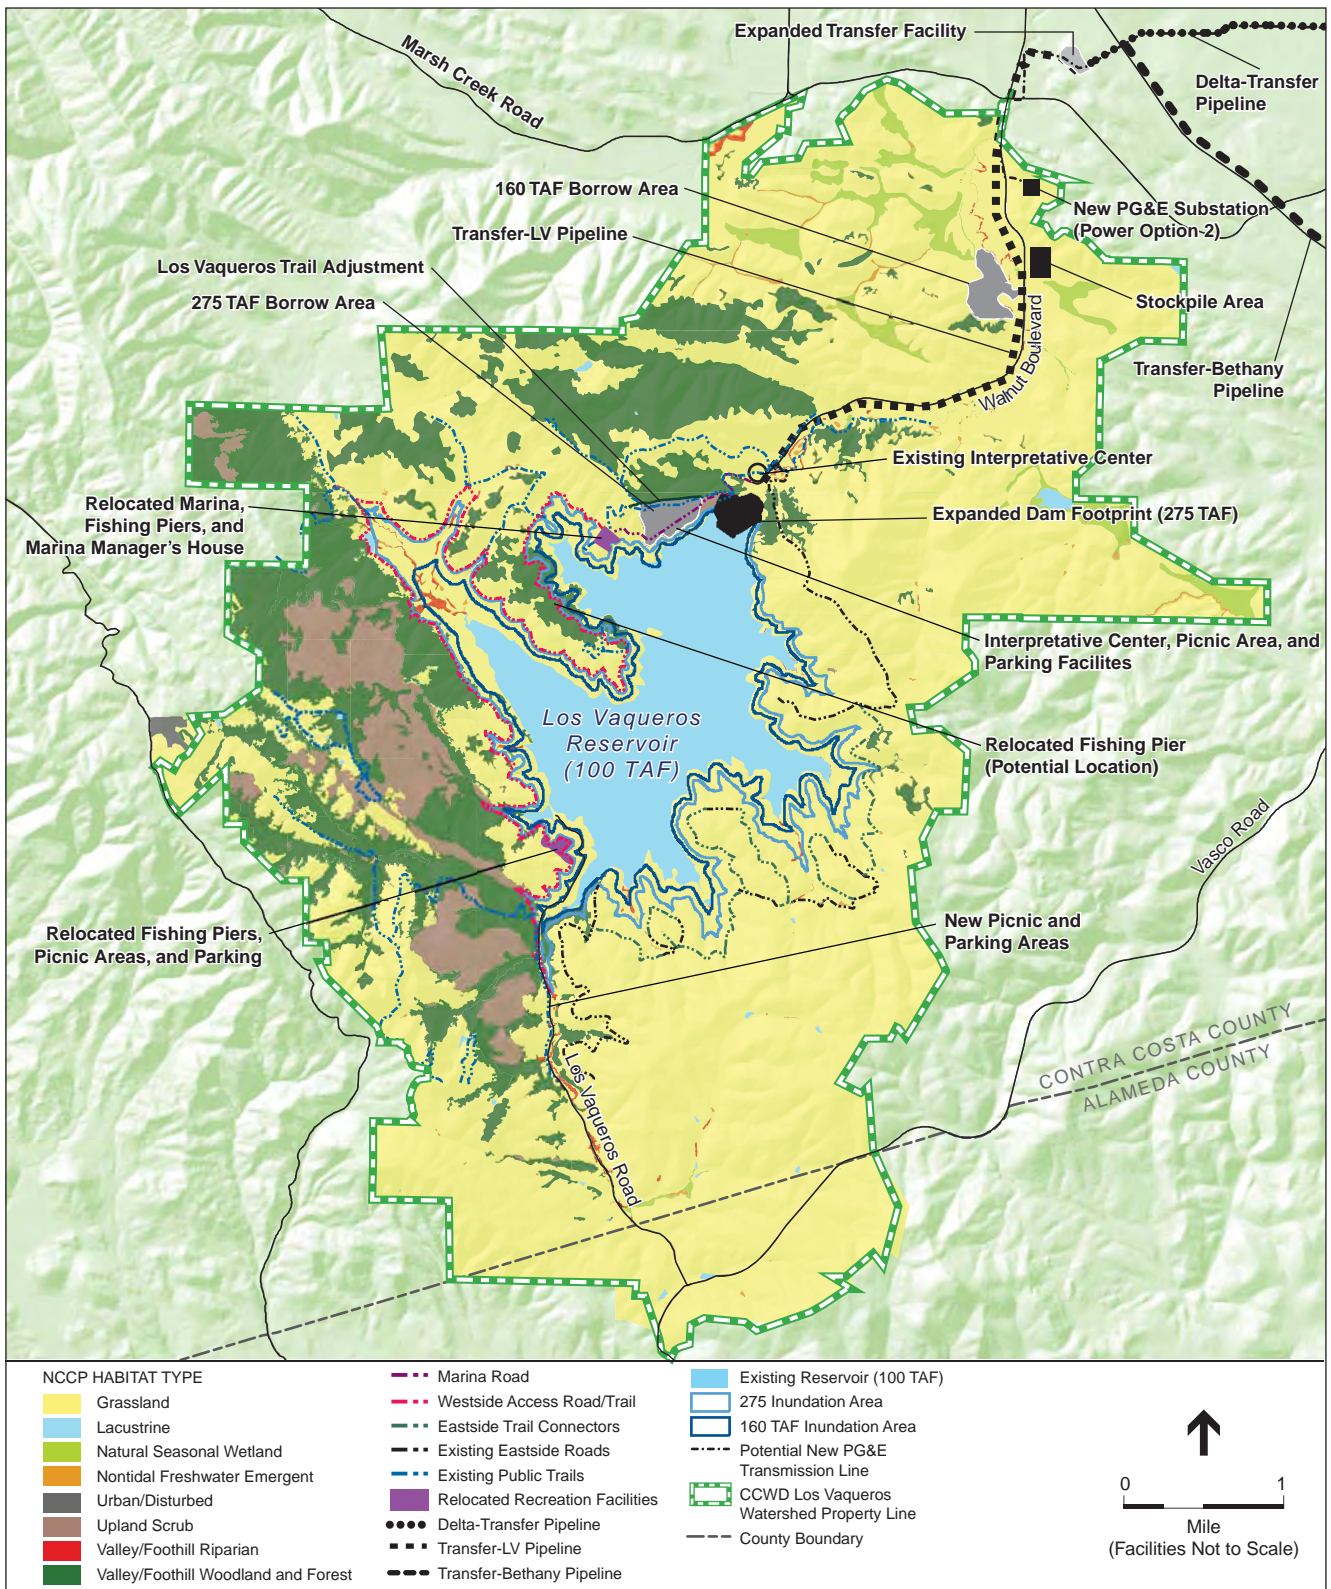 Expanded Transfer Facility
Marsh Creek Road
Delta-Transfer
Pipeline
160 TAF Borrow Area
New PG&E Substation
(Power Option 2)
Transfer-LV Pipeline
Los Vaqueros Trail Adjustment
275 TAF Borrow Area
Stockpile Area
Walnut Boulevard
Transfer-Bethany
Pipeline
Existing Interpretative Center
Relocated Marina,
Fishing Piers, and
Marina Manager's House
Expanded Dam Footprint (275 TAF)
Interpretative Center, Picnic Area, and
Parking Facilites
Los Vaqueros
Reservoir
(100 TAF)
Relocated Fishing Pier
(Potential Location)
Vasco Road
Relocated Fishing Piers,
Picnic Areas, and Parking
New Picnic and
Parking Areas
CONTRA COSTA COUNTY
ALAMEDA COUNTY
Los Vaqueros Road
NCCP HABITAT TYPE
Grassland
Lacustrine
Natural Seasonal Wetland
Nontidal Freshwater Emergent
Urban/Disturbed
Upland Scrub
Valley/Foothill Riparian
Valley/Foothill Woodland and Forest
Marina Road
Westside Access Road/Trail
Eastside Trail Connectors
Existing Eastside Roads
Existing Public Trails
Relocated Recreation Facilities
Delta-Transfer Pipeline
Transfer-LV Pipeline
Transfer-Bethany Pipeline
Existing Reservoir (100 TAF)
275 Inundation Area
160 TAF Inundation Area
Potential New PG&E
Transmission Line
CCWD Los Vaqueros
Watershed Property Line
County Boundary
0 1
Mile
(Facilities Not to Scale)